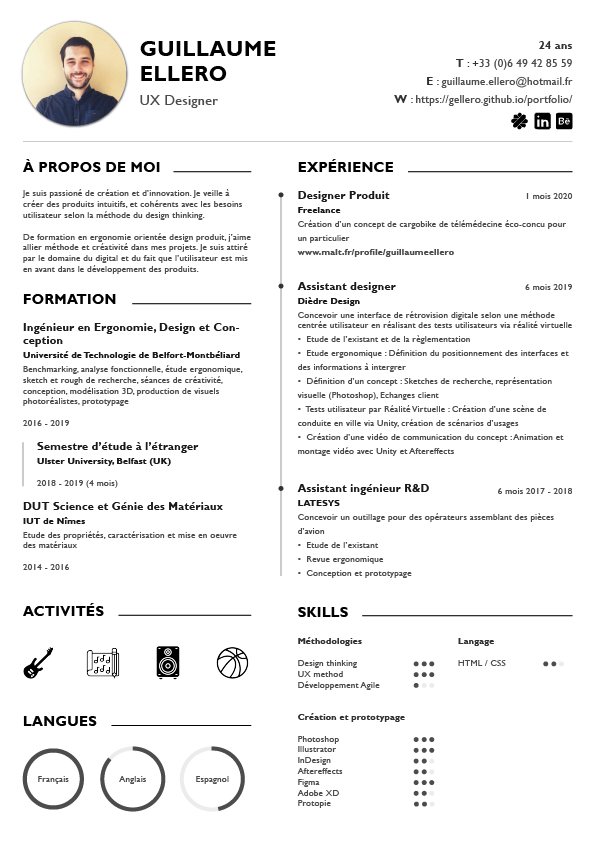 GUILLAUME
ELLERO
UX Designer
24 ans
T : +33 (0)6 49 42 85 59
E : guillaume.ellero@hotmail.fr
W : https://gellero.github.io/portfolio/
in Bē
À PROPOS DE MOI
Je suis passioné de création et d'innovation. Je veille à
créer des produits intuitifs, et cohérents avec les besoins
utilisateur selon la méthode du design thinking.
De formation en ergonomie orientée design produit, j'aime
allier méthode et créativité dans mes projets. Je suis attiré
par le domaine du digital et du fait que l'utilisateur est mis
en avant dans le développement des produits.
FORMATION
Ingénieur en Ergonomie, Design et Con-
ception
Université de Technologie de Belfort-Montbéliard
Benchmarking, analyse fonctionnelle, étude ergonomique,
sketch et rough de recherche, séances de créativité,
conception, modélisation 3D, production de visuels
photoréalistes, prototypage
2016 - 2019
Semestre d'étude à l'étranger
Ulster University, Belfast (UK)
2018 - 2019 (4 mois)
DUT Science et Génie des Matériaux
IUT de Nîmes
Etude des propriétés, caractérisation et mise en oeuvre
des matériaux
2014 - 2016
ACTIVITÉS
LANGUES
Français
Anglais
Espagnol
EXPÉRIENCE
Designer Produit 1 mois 2020
Freelance
Création d'un concept de cargobike de télémédecine éco-concu pour
un particulier
www.malt.fr/profile/guillaumeellero
Assistant designer 6 mois 2019
Dièdre Design
Concevoir une interface de rétrovision digitale selon une méthode
centrée utilisateur en réalisant des tests utilisateurs via réalité virtuelle
• Etude de l'existant et de la règlementation
• Etude ergonomique : Définition du positionnement des interfaces et
des informations à intergrer
• Définition d'un concept : Sketches de recherche, représentation
visuelle (Photoshop), Echanges client
• Tests utilisateur par Réalité Virtuelle : Création d'une scène de
conduite en ville via Unity, création de scénarios d'usages
• Création d'une vidéo de communication du concept : Animation et
montage vidéo avec Unity et Aftereffects
Assistant ingénieur R&D 6 mois 2017 - 2018
LATESYS
Concevoir un outillage pour des opérateurs assemblant des pièces
d'avion
• Etude de l'existant
• Revue ergonomique
• Conception et prototypage
SKILLS
Méthodologies
Design thinking
UX method
Développement Agile
Langage
HTML / CSS
Création et prototypage
Photoshop
Illustrator
InDesign
Aftereffects
Figma
Adobe XD
Protopie